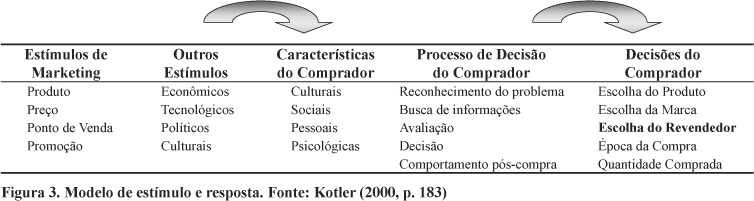 Estímulos de Marketing Outros Estímulos Características do Comprador Processo de Decisão do Comprador Decisões do Comprador
Produto Econômicos Culturais Reconhecimento do problema Escolha do Produto
Preço Tecnológicos Sociais Busca de informações Escolha da Marca
Ponto de Venda Políticos Pessoais Avaliação Escolha do Revendedor
Promoção Culturais Psicológicas Decisão Época da Compra
Comportamento pós-compra Quantidade Comprada
Figura 3. Modelo de estímulo e resposta. Fonte: Kotler (2000, p. 183)